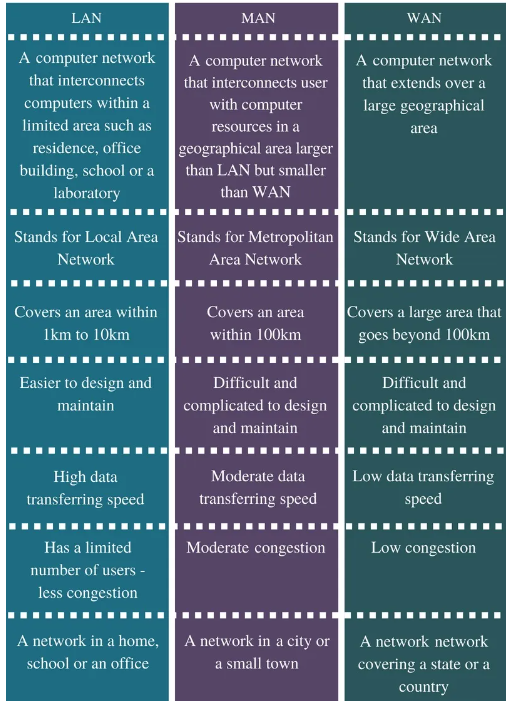 LAN
MAN
WAN
A computer network
that interconnects
computers within a
limited area such as
residence, office
building, school or a
laboratory
A computer network
that interconnects user
with computer
resources in a
geographical area larger
than LAN but smaller
than WAN
A computer network
that extends over a
large geographical
area
Stands for Local Area
Network
Stands for Metropolitan
Area Network
Stands for Wide Area
Network
Covers an area within
1km to 10km
Covers an area
within 100km
Covers a large area that
goes beyond 100km
Easier to design and
maintain
Difficult and
complicated to design
and maintain
Difficult and
complicated to design
and maintain
High data
transferring speed
Moderate data
transferring speed
Low data transferring
speed
Has a limited
number of users -
less congestion
Moderate congestion
Low congestion
A network in a home,
school or an office
A network in a city or
a small town
A network network
covering a state or a
country